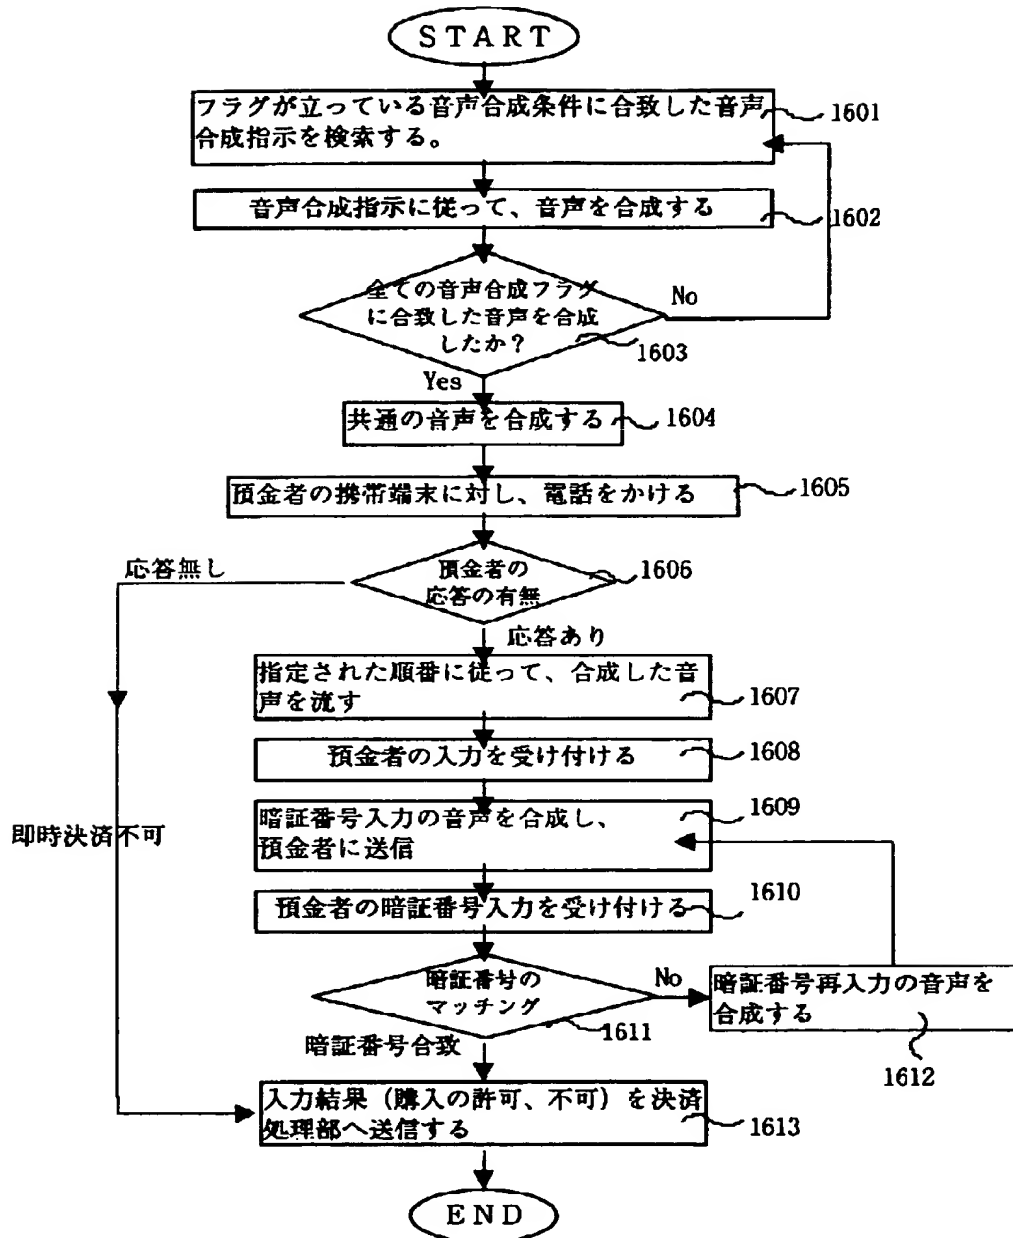 START
フラグが立っている音声合成条件に合致した音声
合成指示を検索する。
1601
音声合成指示に従って、音声を合成する
1602
全ての音声合成フラグ
に合致した音声を合成
したか？
No
1603
Yes
共通の音声を合成する
1604
預金者の携帯端末に対し、電話をかける
1605
応答無し
預金者の
応答の有無
1606
応答あり
指定された順番に従って、合成した音
声を流す
1607
預金者の入力を受け付ける
1608
暗証番号入力の音声を合成し、
預金者に送信
1609
即時決済不可
預金者の暗証番号入力を受け付ける
1610
暗証番号の
マッチング
No
1611
暗証番号再入力の音声を
合成する
1612
暗証番号合致
入力結果（購入の許可、不可）を決済
処理部へ送信する
1613
END